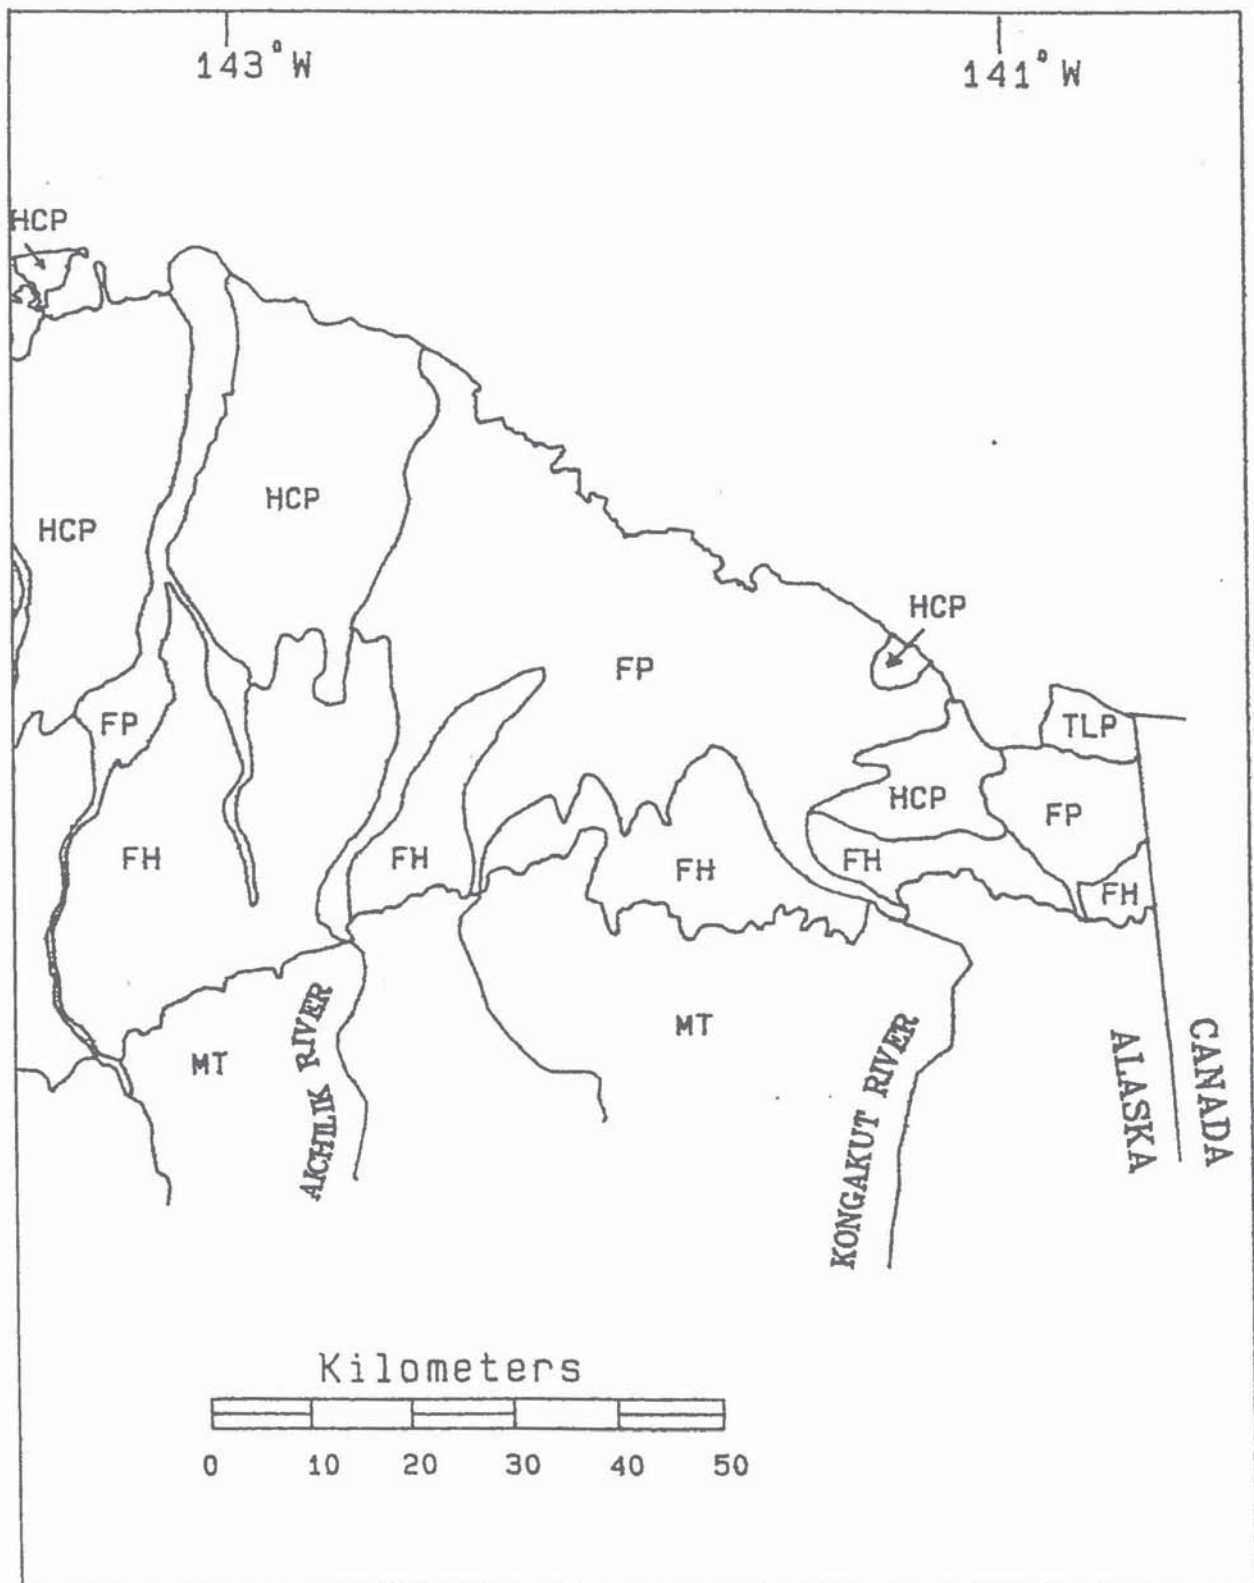 143°W
141°W
HCP
HCP
HCP
HCP
FP
FP
TLP
HCP
FP
FH
FH
FH
FH
FH
MT
MT
AICHILIK RIVER
KONGAKUT RIVER
ALASKA
CANADA
Kilometers
0 10 20 30 40 50